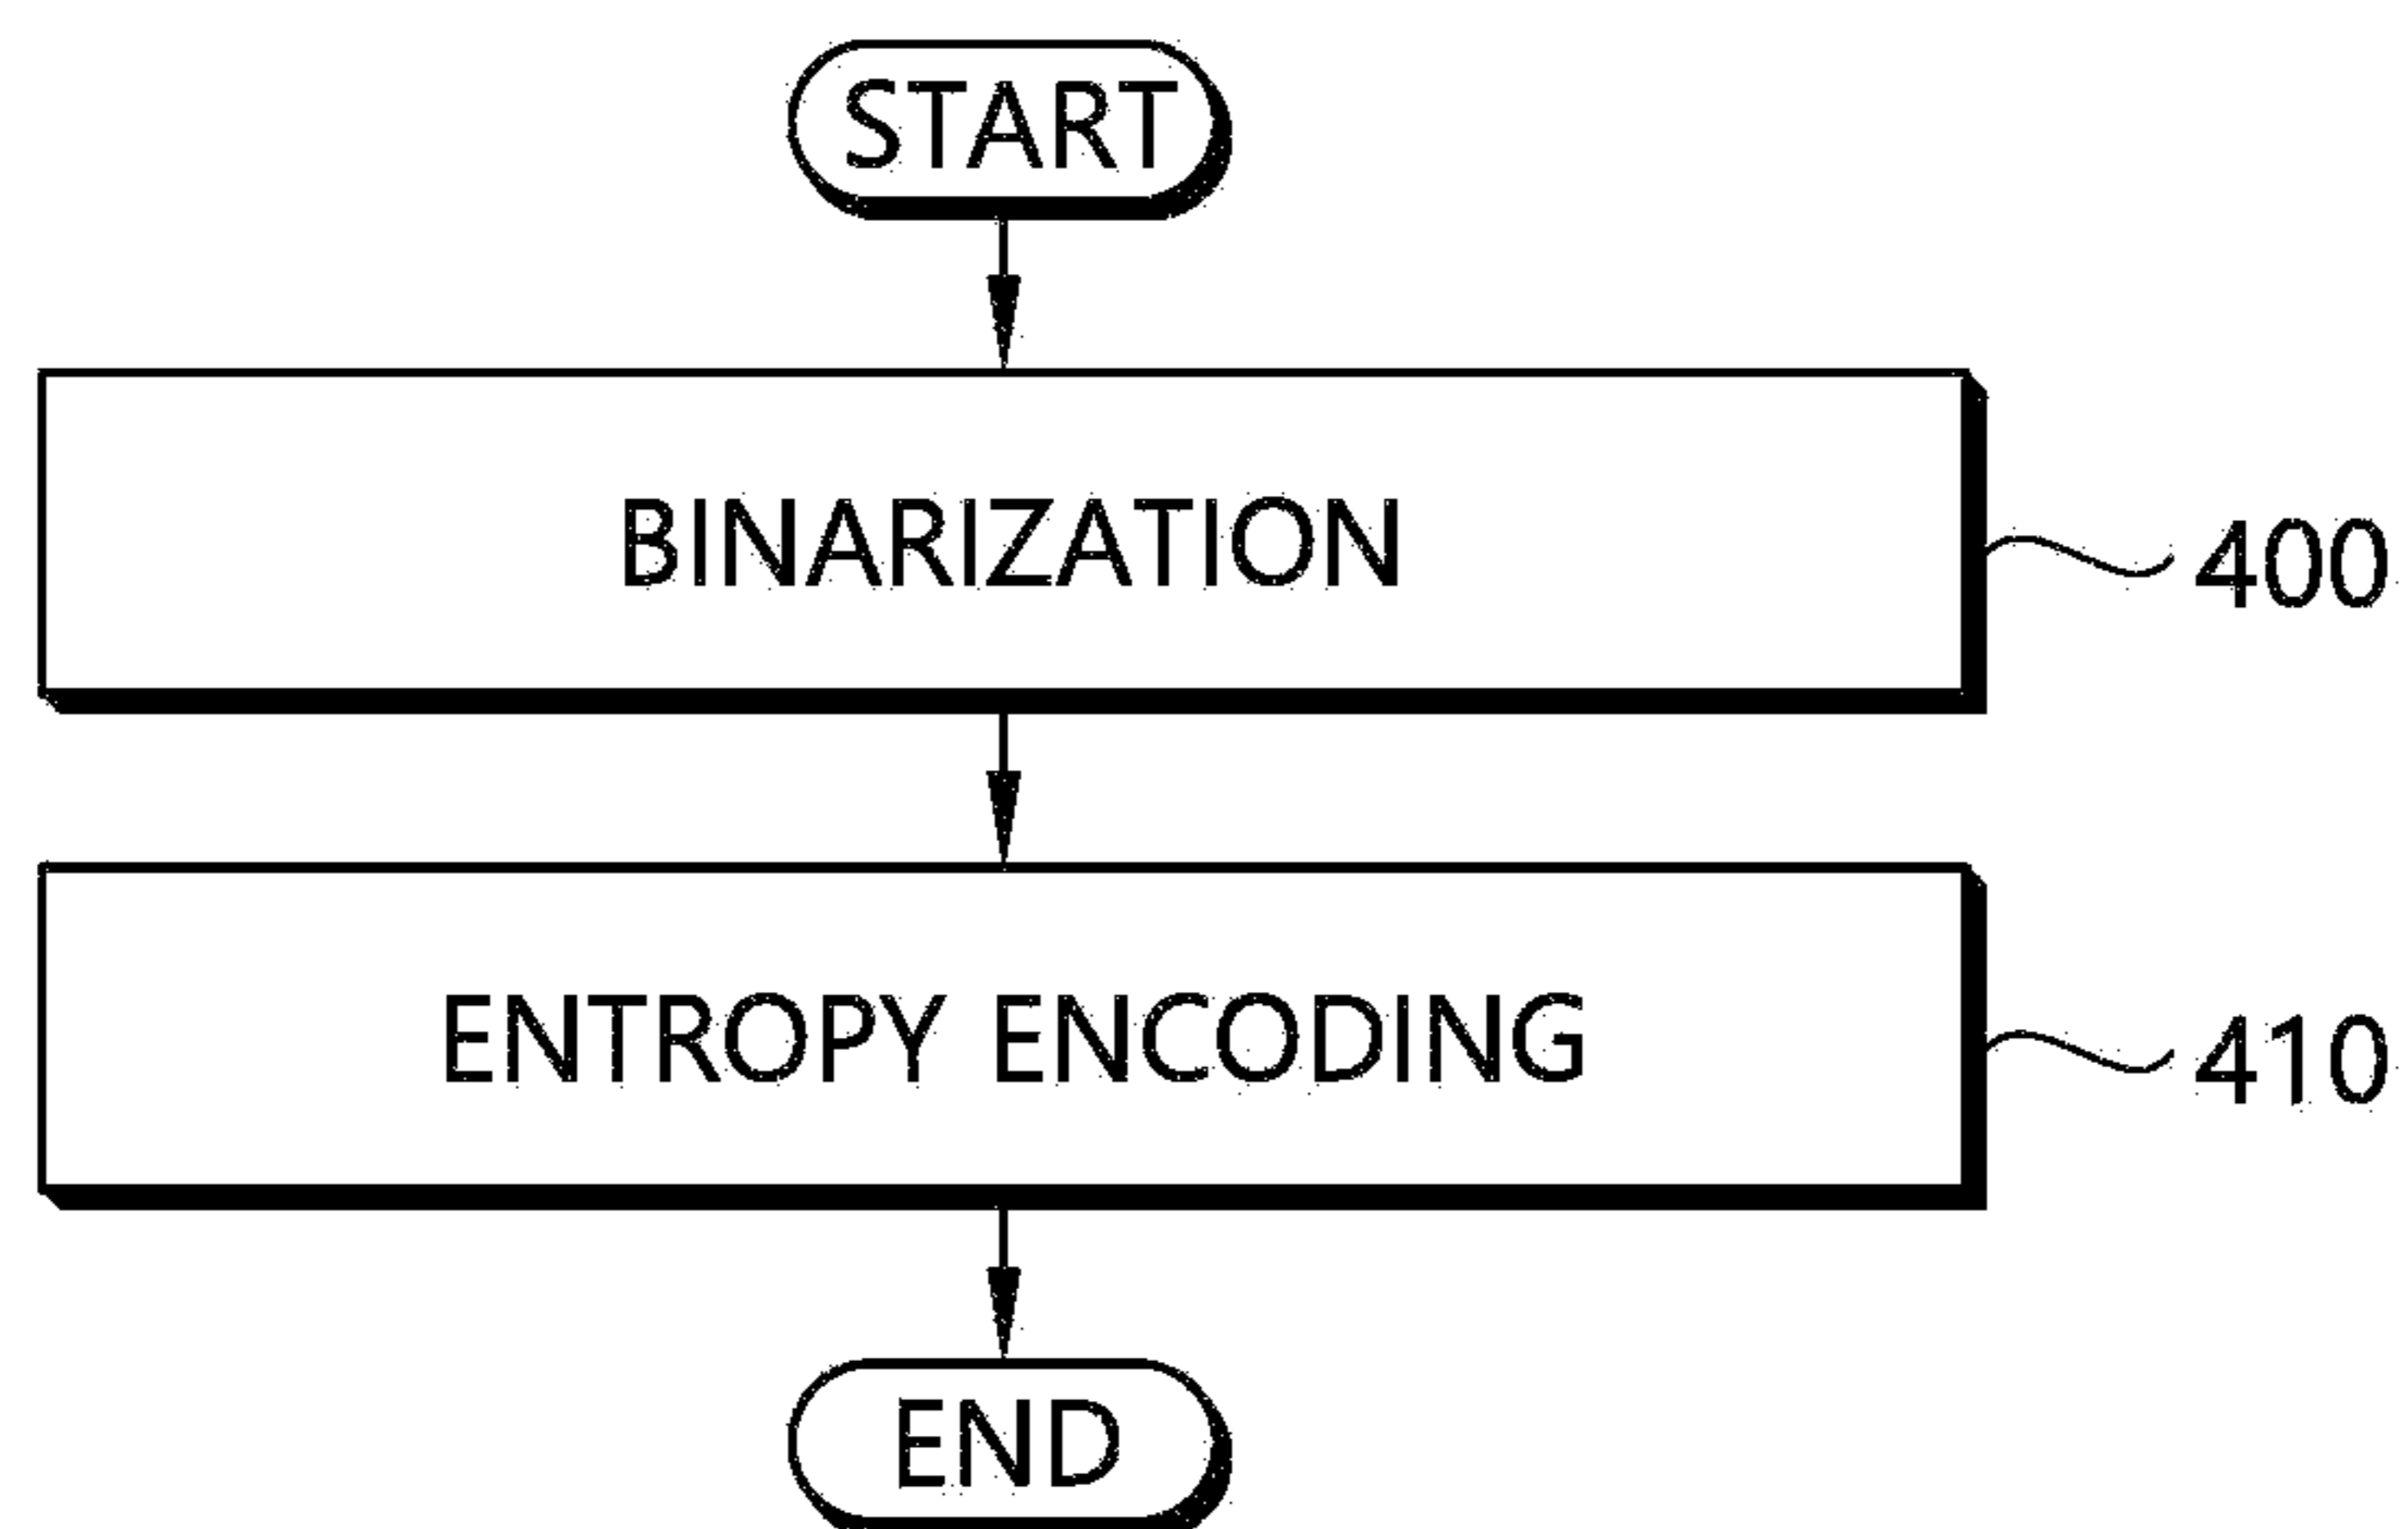 START
BINARIZATION
400
ENTROPY ENCODING
410
END